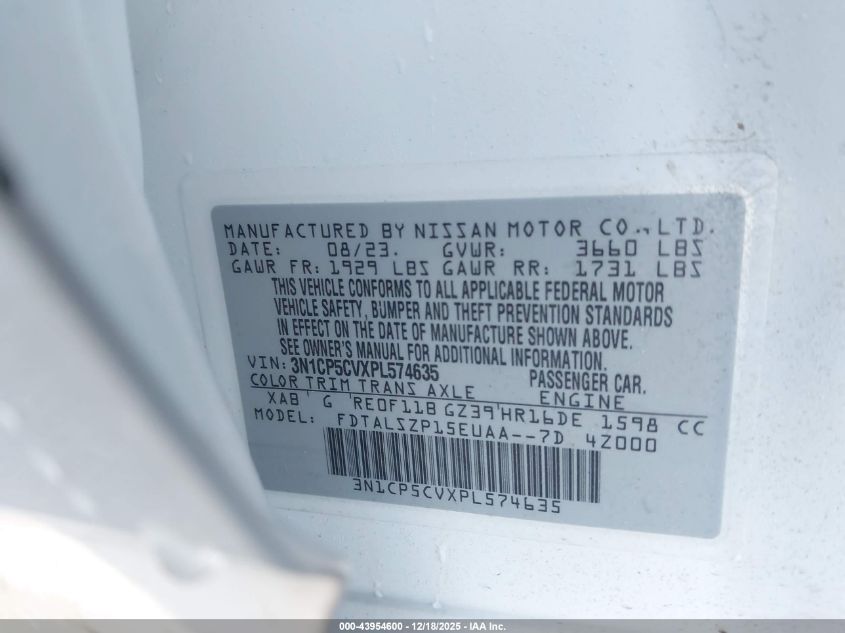 MANUFACTURED BY NISSAN MOTOR CO., LTD.
DATE: 08/23. GVWR: 3660 LBS
GAWR FR: 1929 LBS GAWR RR: 1731 LBS
THIS VEHICLE CONFORMS TO ALL APPLICABLE FEDERAL MOTOR
VEHICLE SAFETY, BUMPER AND THEFT PREVENTION STANDARDS
IN EFFECT ON THE DATE OF MANUFACTURE SHOWN ABOVE.
SEE OWNER'S MANUAL FOR ADDITIONAL INFORMATION.
VIN: 3N1CP5CVXPL574635 PASSENGER CAR.
COLOR TRIM TRANS AXLE ENGINE
XAB G RE0F11B GZ39 HR16DE 1598 CC
MODEL: FDTALSZP15EUAA--7D 4Z000
3N1CP5CVXPL574635
000-43954600 - 12/18/2025 - IAA Inc.